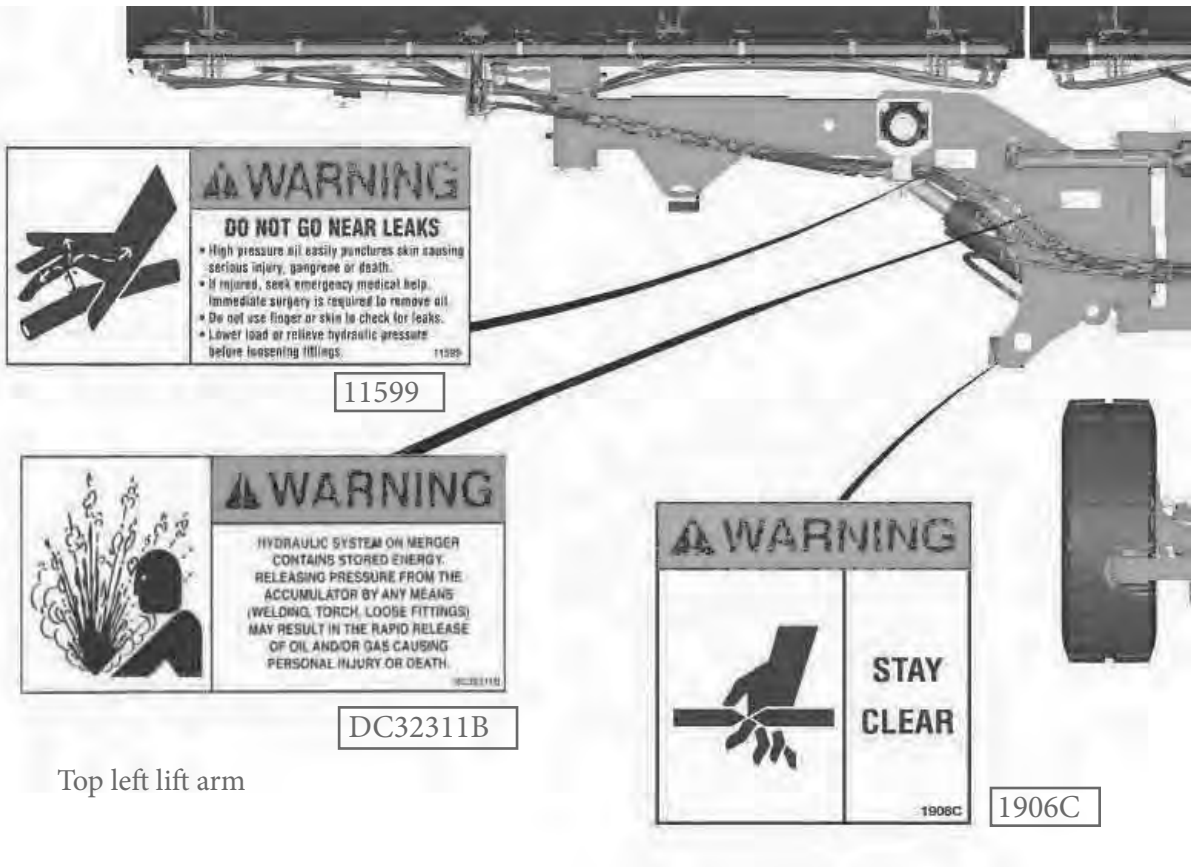 WARNING
DO NOT GO NEAR LEAKS
• High pressure oil easily punctures skin causing
serious injury, gangrene or death.
• If injured, seek emergency medical help.
Immediate surgery is required to remove oil.
• Do not use finger or skin to check for leaks.
• Lower load or relieve hydraulic pressure
before loosening fittings.
11599
11599
WARNING
HYDRAULIC SYSTEM ON MERGER
CONTAINS STORED ENERGY.
RELEASING PRESSURE FROM THE
ACCUMULATOR BY ANY MEANS
(WELDING, TORCH, LOOSE FITTINGS)
MAY RESULT IN THE RAPID RELEASE
OF OIL AND/OR GAS CAUSING
PERSONAL INJURY OR DEATH.
DC32311B
DC32311B
Top left lift arm
WARNING
STAY
CLEAR
1906C
1906C